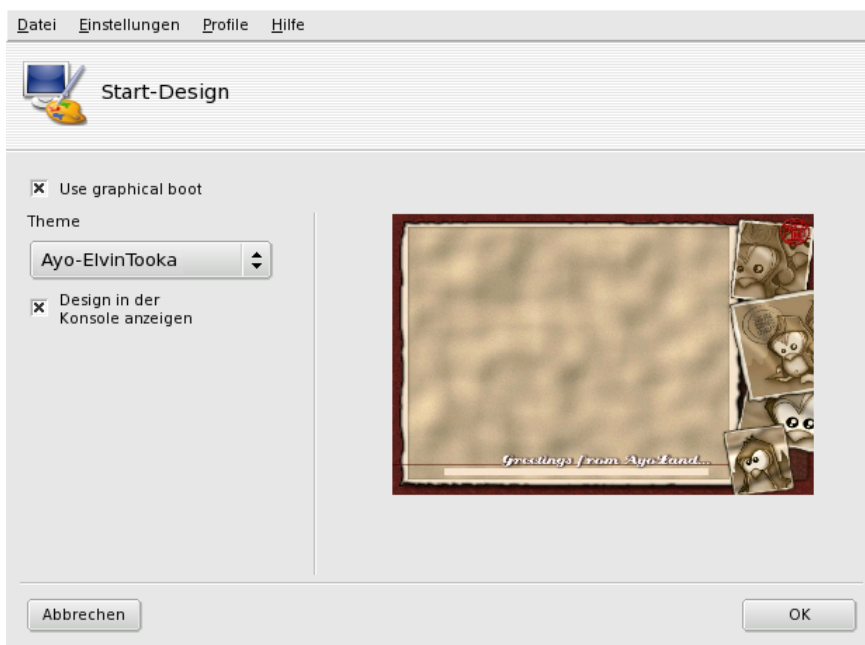 Datei Einstellungen Profile Hilfe
Start-Design
Use graphical boot
Theme
Ayo-ElvinTooka
Design in der
Konsole anzeigen
Greetings from AyoLand...
Abbrechen OK